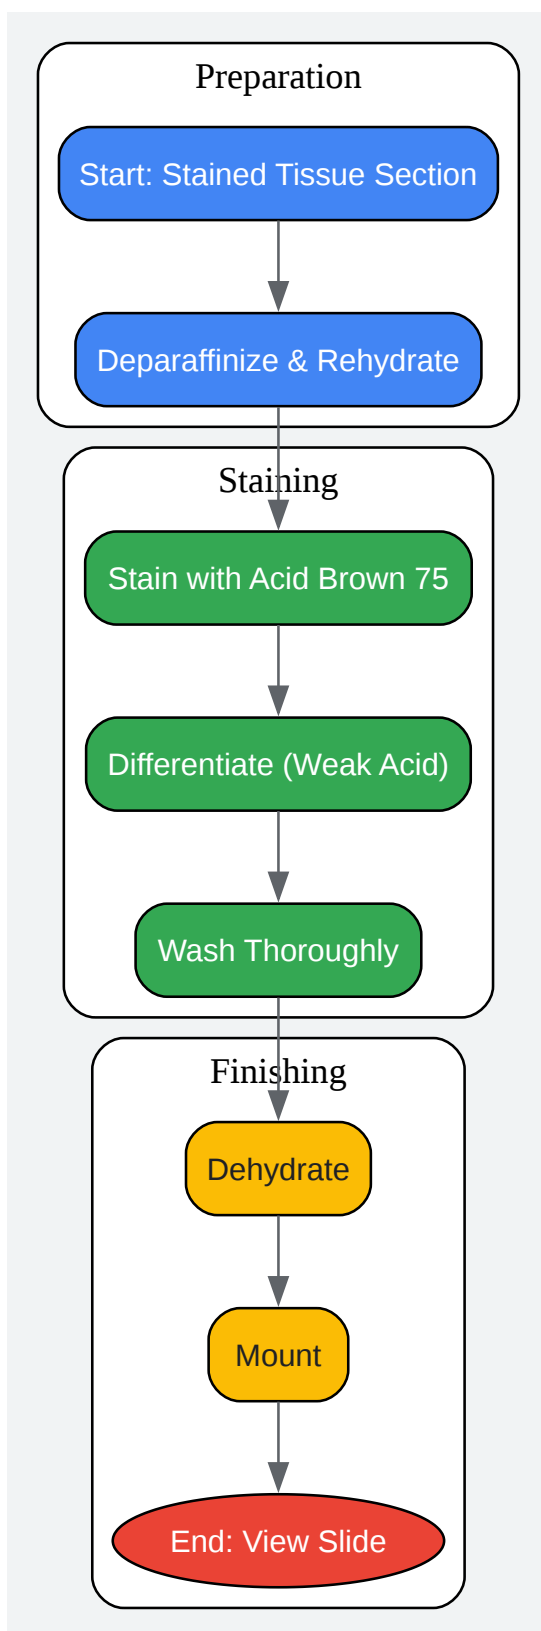 Preparation
Start: Stained Tissue Section
Deparaffinize & Rehydrate
Staining
Stain with Acid Brown 75
Differentiate (Weak Acid)
Wash Thoroughly
Finishing
Dehydrate
Mount
End: View Slide